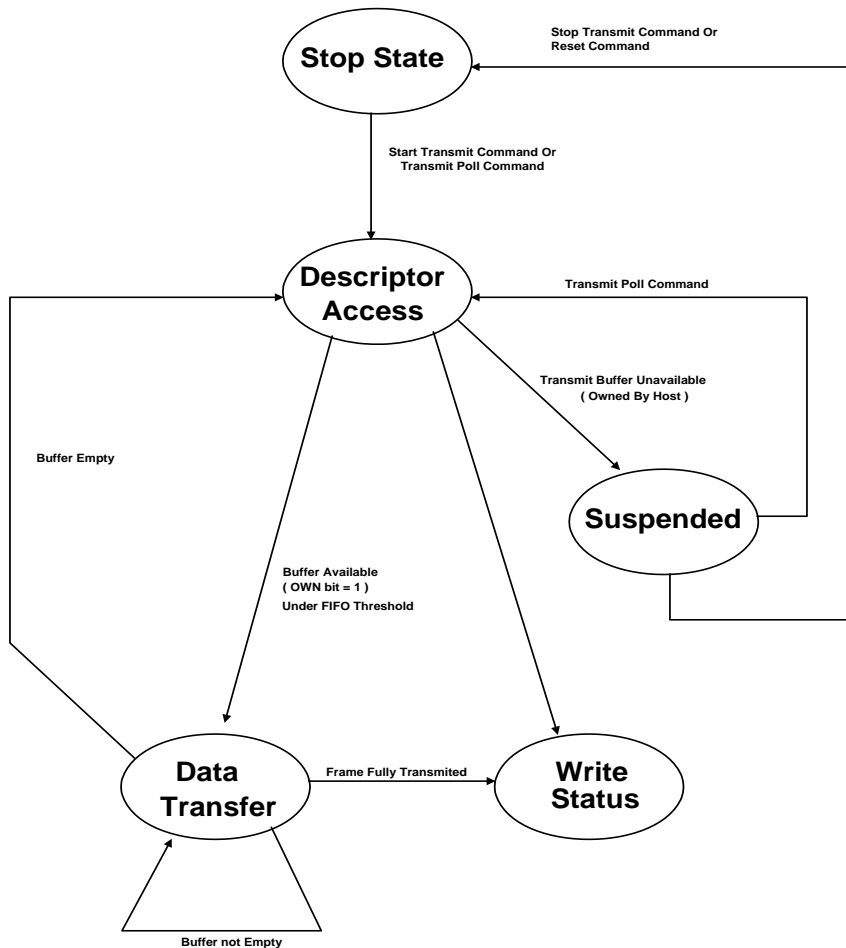 Stop Transmit Command Or
Reset Command
Stop State
Start Transmit Command Or
Transmit Poll Command
Descriptor
Access
Transmit Poll Command
Transmit Buffer Unavailable
( Owned By Host )
Buffer Empty
Suspended
Buffer Available
( OWN bit = 1 )
Under FIFO Threshold
Data
Transfer
Frame Fully Transmited
Write
Status
Buffer not Empty